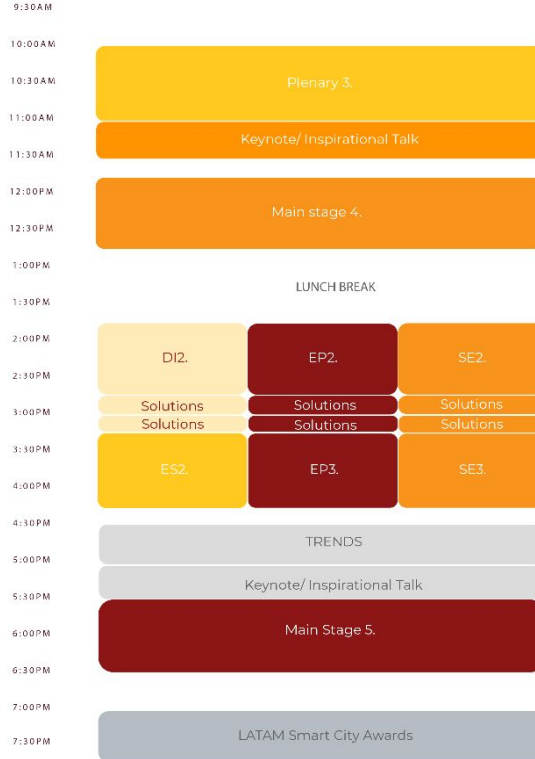 9:30AM
10:00AM
10:30AM
Plenary 3.
11:00AM
Keynote/ Inspirational Talk
11:30AM
12:00PM
Main stage 4.
12:30PM
1:00PM
LUNCH BREAK
1:30PM
2:00PM
DI2. EP2. SE2.
2:30PM
Solutions Solutions Solutions
3:00PM
Solutions Solutions Solutions
3:30PM
ES2. EP3. SE3.
4:00PM
4:30PM
TRENDS
5:00PM
Keynote/ Inspirational Talk
5:30PM
6:00PM
Main Stage 5.
6:30PM
7:00PM
LATAM Smart City Awards
7:30PM